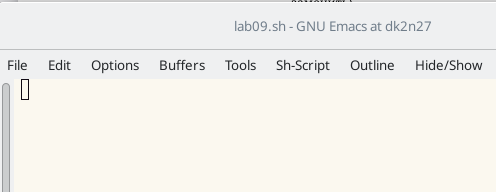 lab09.sh - GNU Emacs at dk2n27
File Edit Options Buffers Tools Sh-Script Outline Hide/Show